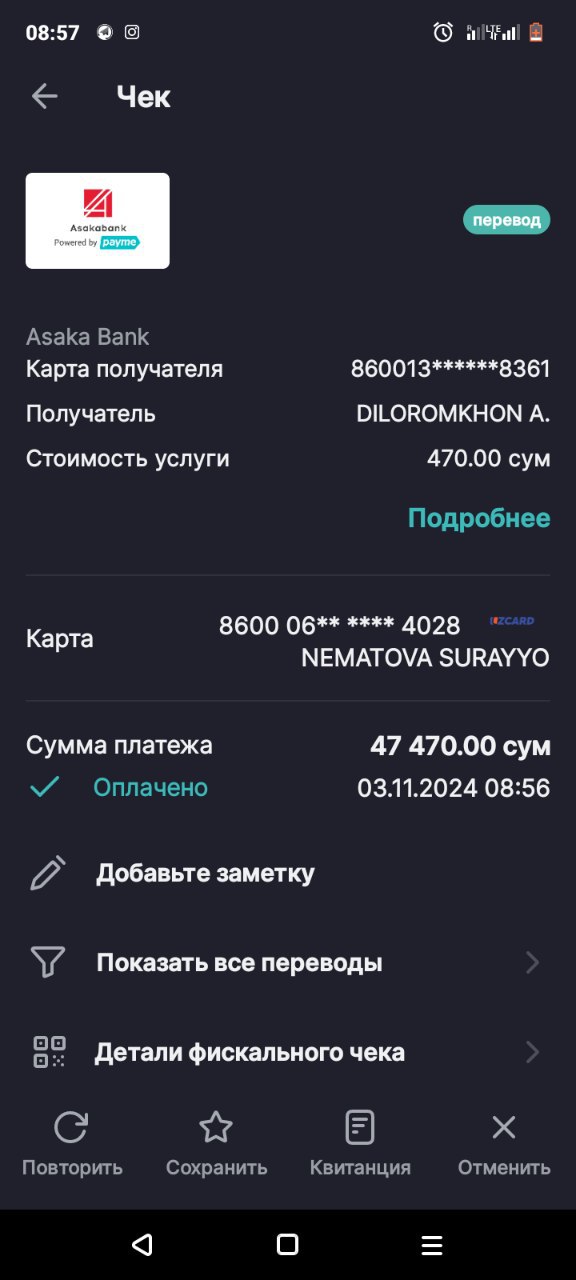 08:57
R LTE
Чек
Asakabank
Powered by payme
перевод
Asaka Bank
Карта получателя 860013******8361
Получатель DILOROMKHON A.
Стоимость услуги 470.00 сум
Подробнее
Карта 8600 06** **** 4028 UZCARD
NEMATOVA SURAYYO
Сумма платежа 47 470.00 сум
Оплачено 03.11.2024 08:56
Добавьте заметку
Показать все переводы
Детали фискального чека
Повторить Сохранить Квитанция Отменить